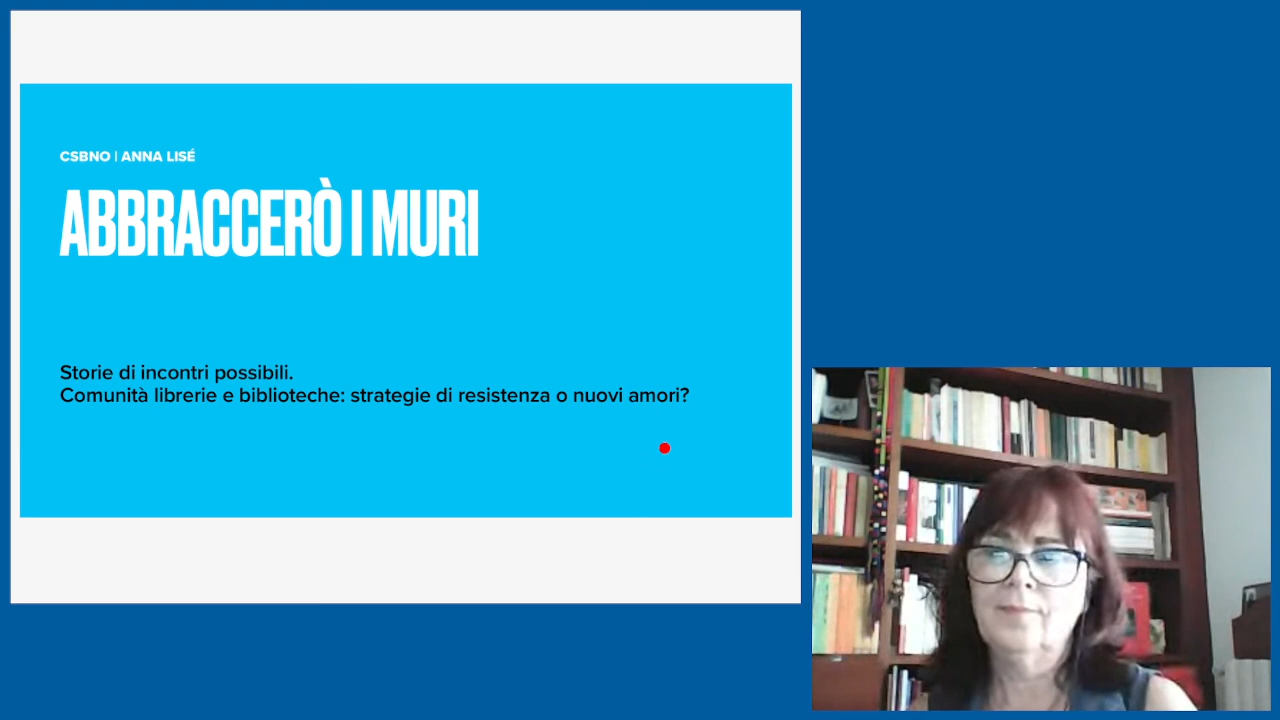 CSBNO | ANNA LISÉ
ABBRACCERÒ I MURI
Storie di incontri possibili.
Comunità librerie e biblioteche: strategie di resistenza o nuovi amori?